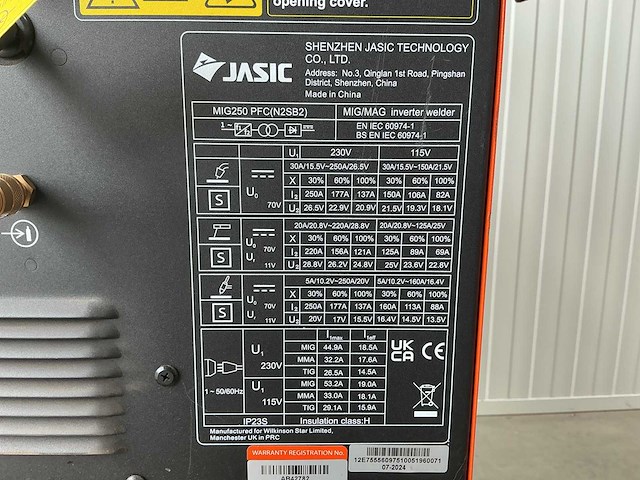 opening cover.
JASIC
SHENZHEN JASIC TECHNOLOGY
CO., LTD.
Address: No.3, Qinglan 1st Road, Pingshan
District, Shenzhen, China
Made in China
MIG250 PFC(N2SB2) MIG/MAG inverter welder
1~ EN IEC 60974-1
BS EN IEC 60974-1
U₁ 230V 115V
30A/15.5V~250A/26.5V 30A/15.5V~150A/21.5V
X 30% 60% 100% 30% 60% 100%
S U₀ 70V I₂ 250A 177A 137A 150A 106A 82A
U₂ 26.5V 22.9V 20.9V 21.5V 19.3V 18.1V
20A/20.8V~220A/28.8V 20A/20.8V~125A/25V
U₀ 70V X 30% 60% 100% 30% 60% 100%
S Uᵣ 11V I₂ 220A 156A 121A 125A 89A 69A
U₂ 28.8V 26.2V 24.8V 25V 23.6V 22.8V
5A/10.2V~250A/20V 5A/10.2V~160A/16.4V
U₀ 70V X 30% 60% 100% 30% 60% 100%
S Uᵣ 11V I₂ 250A 177A 137A 160A 113A 88A
U₂ 20V 17V 15.5V 16.4V 14.5V 13.5V
I₁max I₁eff
U₁ 230V MIG 44.9A 18.5A
MMA 32.2A 17.6A
TIG 26.5A 14.5A
1~50/60Hz U₁ 115V MIG 53.2A 19.0A
MMA 33.0A 18.1A
TIG 29.1A 15.9A
UK CA CE
IP23S Insulation class:H
Manufactured for Wilkinson Star Limited,
Manchester UK in PRC
WARRANTY REGISTRATION No.
AB42782
12E75556097510051960071
07-2024